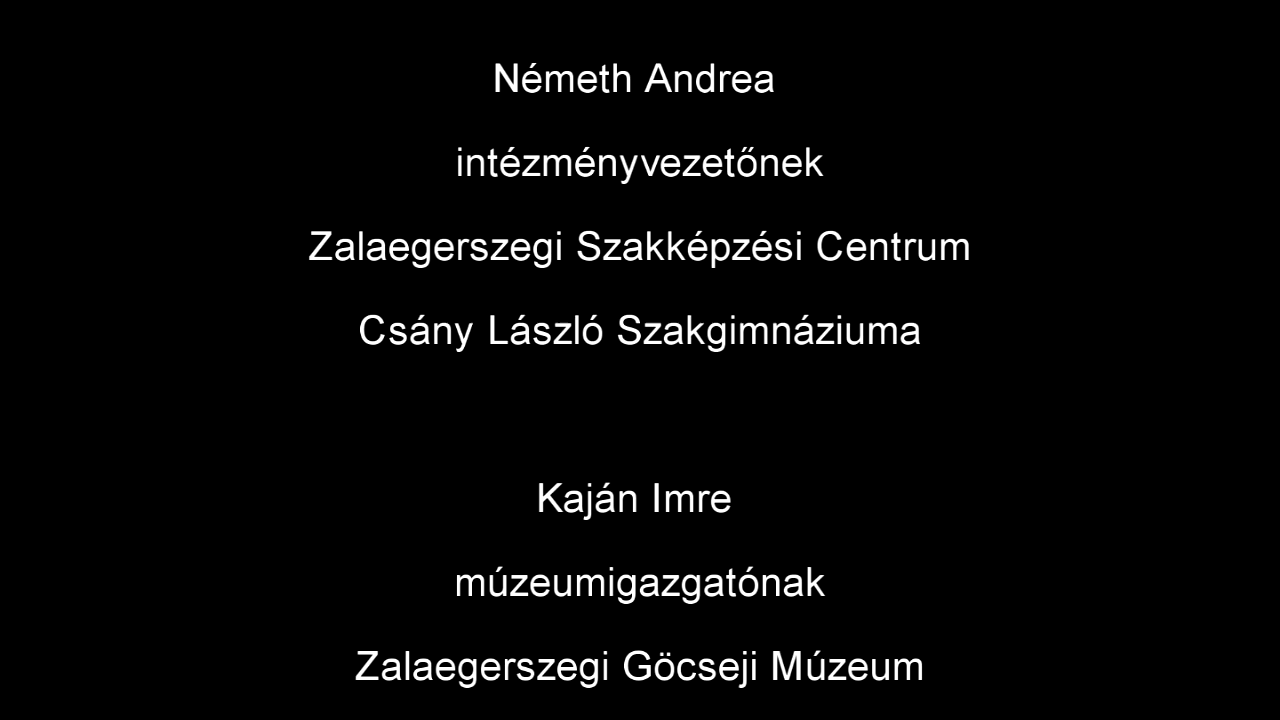 Németh Andrea
intézményvezetőnek
Zalaegerszegi Szakképzési Centrum
Csány László Szakgimnáziuma
Kaján Imre
múzeumigazgatónak
Zalaegerszegi Göcseji Múzeum